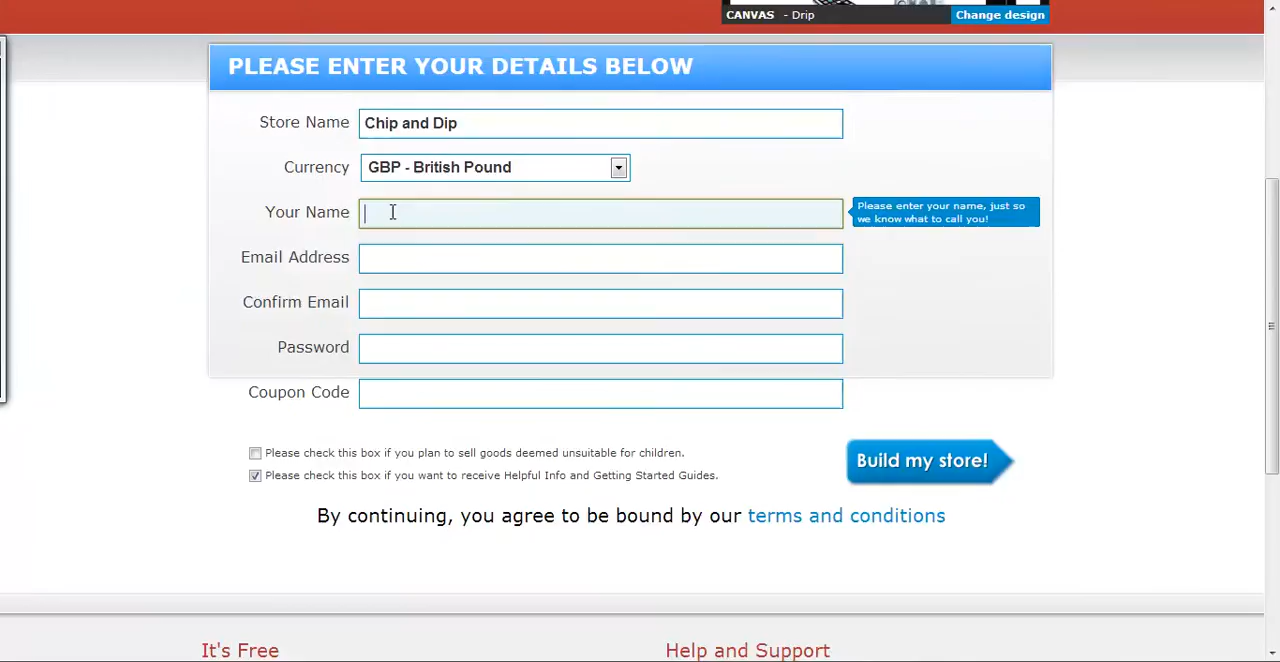 CANVAS - Drip Change design
PLEASE ENTER YOUR DETAILS BELOW
Store Name Chip and Dip
Currency GBP - British Pound
Your Name
Please enter your name, just so
we know what to call you!
Email Address
Confirm Email
Password
Coupon Code
Please check this box if you plan to sell goods deemed unsuitable for children.
Please check this box if you want to receive Helpful Info and Getting Started Guides.
Build my store!
By continuing, you agree to be bound by our terms and conditions
It's Free Help and Support